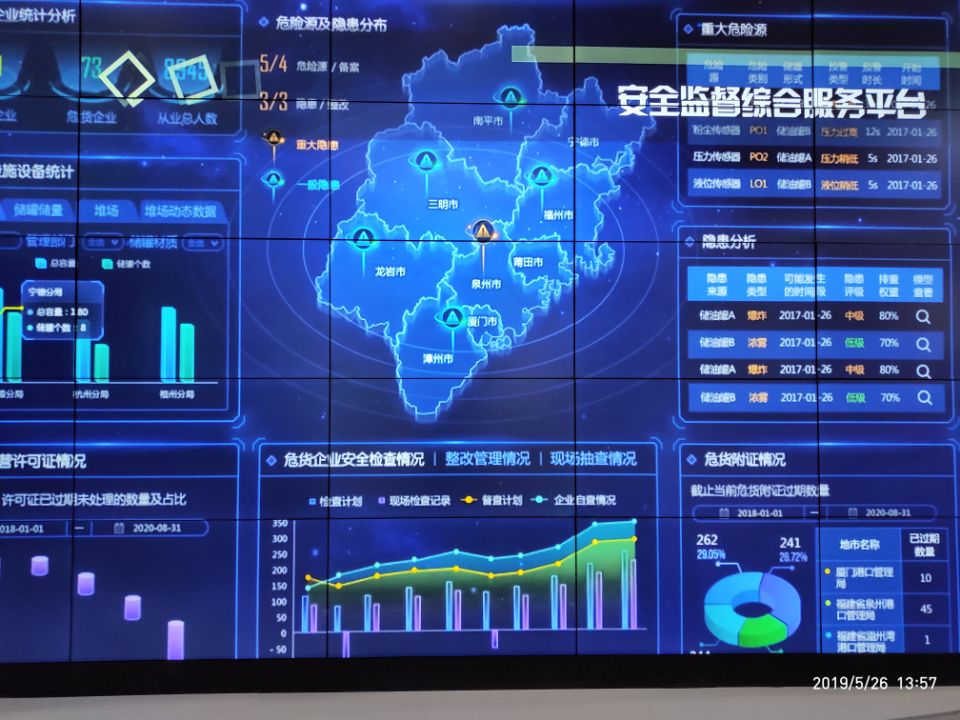 企业统计分析
73
8945
企业
危货企业
从业总人数
设施设备统计
储罐储量
堆场
堆场动态数据
管理部门
全选
储罐材质
全选
总容量
储罐个数
宁德分局
总容量：180
储罐个数：8
杭州分局
福州分局
营许可证情况
许可证已过期未处理的数量及占比
2018-01-01
2020-08-31
危险源及隐患分布
5/4 危险源 / 备案
3/3 隐患 / 整改
重大隐患
一般隐患
南平市
宁德市
三明市
福州市
莆田市
龙岩市
泉州市
厦门市
漳州市
安全监督综合服务平台
重大危险源
危险源 危险类别 储罐形式 预警类型 预警时长 开始时间
粉尘传感器 PO1 储油罐B 压力过高 12s 2017-01-26
压力传感器 PO2 储油罐A 压力稍低 5s 2017-01-26
液位传感器 LO1 储油罐B 液位稍低 5s 2017-01-26
隐患分析
隐患来源 隐患类型 可能发生的时间段 隐患评级 排查权重 模型查看
储油罐A 爆炸 2017-01-26 中级 80%
储油罐B 浓雾 2017-01-26 低级 70%
储油罐A 爆炸 2017-01-26 中级 80%
储油罐B 浓雾 2017-01-26 低级 70%
危货企业安全检查情况 | 整改管理情况 | 现场抽查情况
检查计划 现场检查记录 督查计划 企业自查情况
350
300
250
200
150
100
50
0
- 50
危货附证情况
截止当前危货附证过期数量
2018-01-01 — 2020-08-31
262
29.05%
241
26.72%
地市名称 已过期数量
厦门港口管理局 10
福建省泉州港口管理局 45
福建省湄州湾港口管理局 1
2019/5/26 13:57